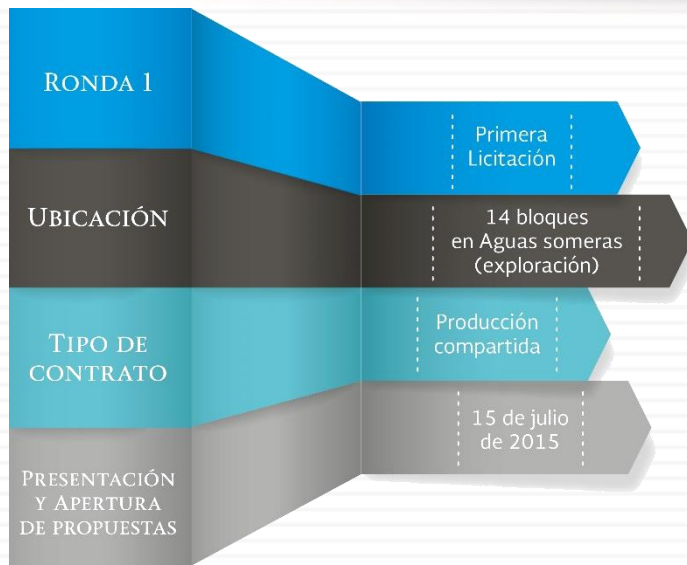 RONDA 1
Primera
Licitación
UBICACIÓN
14 bloques
en Aguas someras
(exploración)
TIPO DE
CONTRATO
Producción
compartida
PRESENTACIÓN
Y APERTURA
DE PROPUESTAS
15 de julio
de 2015